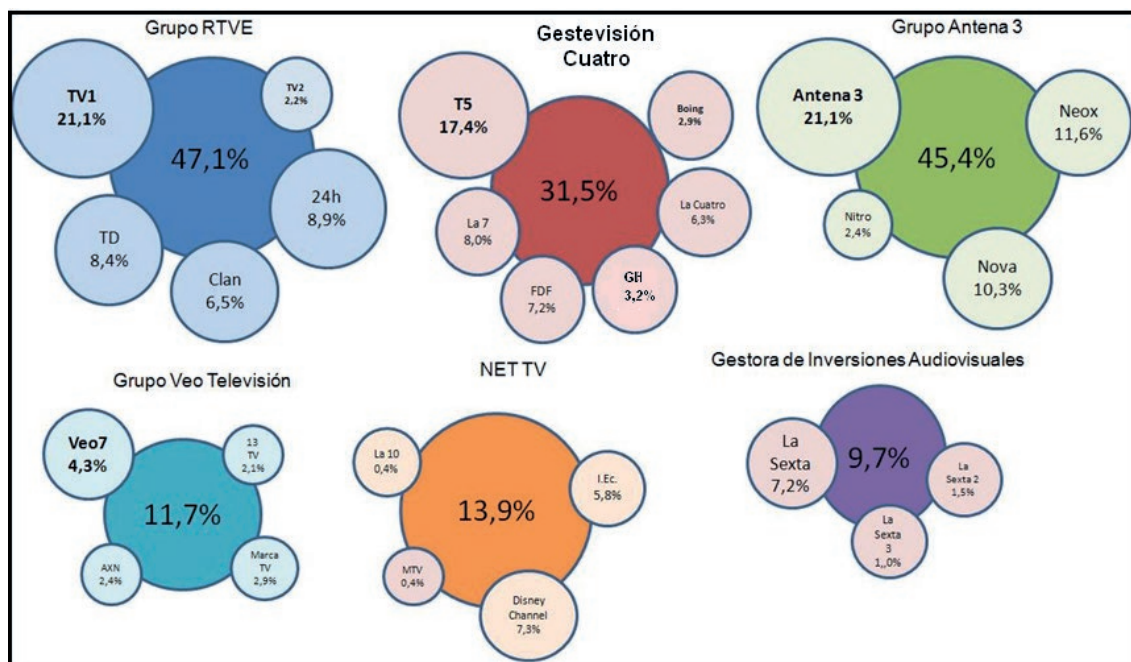 Grupo RTVE
TV1
21,1%
TV2
2,2%
47,1%
24h
8,9%
TD
8,4%
Clan
6,5%
Gestevisión
Cuatro
T5
17,4%
Boing
2,9%
31,5%
La Cuatro
6,3%
La 7
8,0%
FDF
7,2%
GH
3,2%
Grupo Antena 3
Antena 3
21,1%
Neox
11,6%
45,4%
Nitro
2,4%
Nova
10,3%
Grupo Veo Televisión
Veo7
4,3%
13
TV
2,1%
11,7%
AXN
2,4%
Marca
TV
2,9%
NET TV
La 10
0,4%
I.Ec.
5,8%
13,9%
MTV
0,4%
Disney
Channel
7,3%
Gestora de Inversiones Audiovisuales
La
Sexta
7,2%
9,7%
La
Sexta 2
1,5%
La
Sexta
3
1,,0%